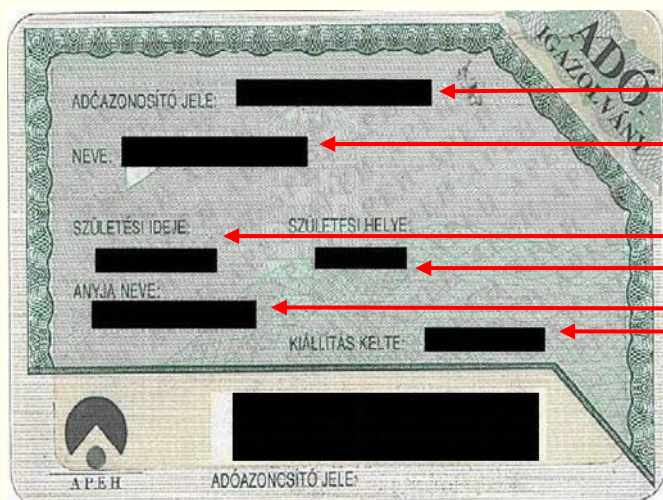 ADÓ-
IGAZOLVÁNY
ADÓAZONOSÍTÓ JELE:
NEVE:
SZÜLETÉSI IDEJE: SZÜLETÉSI HELYE:
ANYJA NEVE:
KIÁLLÍTÁS KELTE:
APEH
ADÓAZONOSÍTÓ JELE: